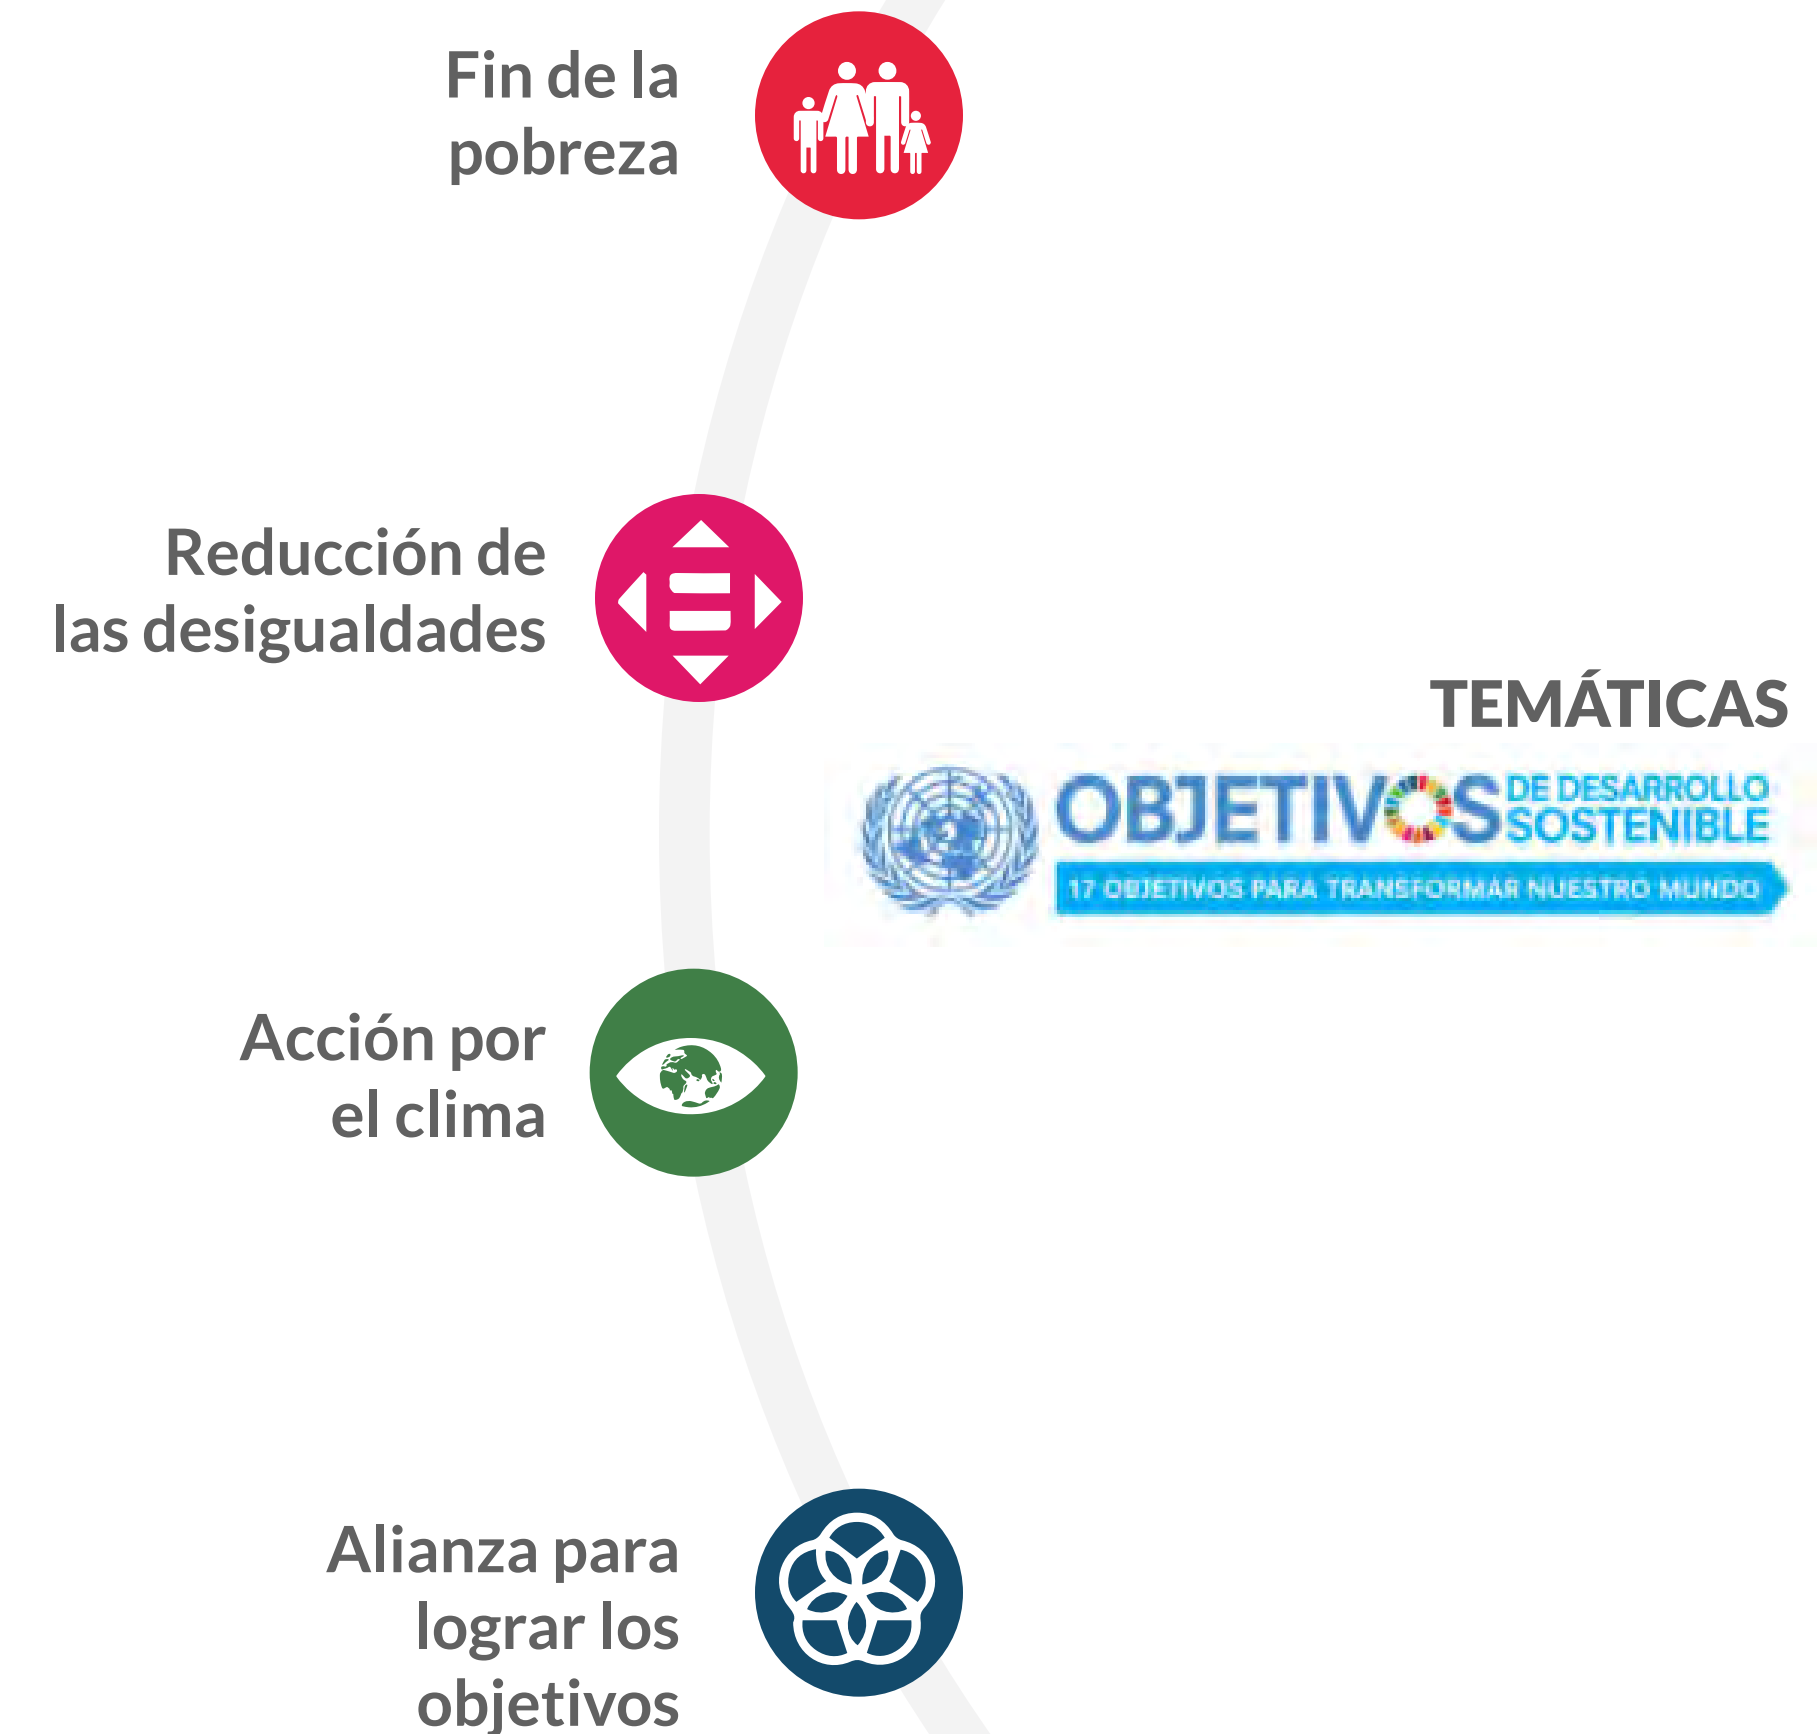 Fin de la
pobreza
Reducción de
las desigualdades
TEMÁTICAS
OBJETIVOS DE DESARROLLO
SOSTENIBLE
17 OBJETIVOS PARA TRANSFORMAR NUESTRO MUNDO
Acción por
el clima
Alianza para
lograr los
objetivos